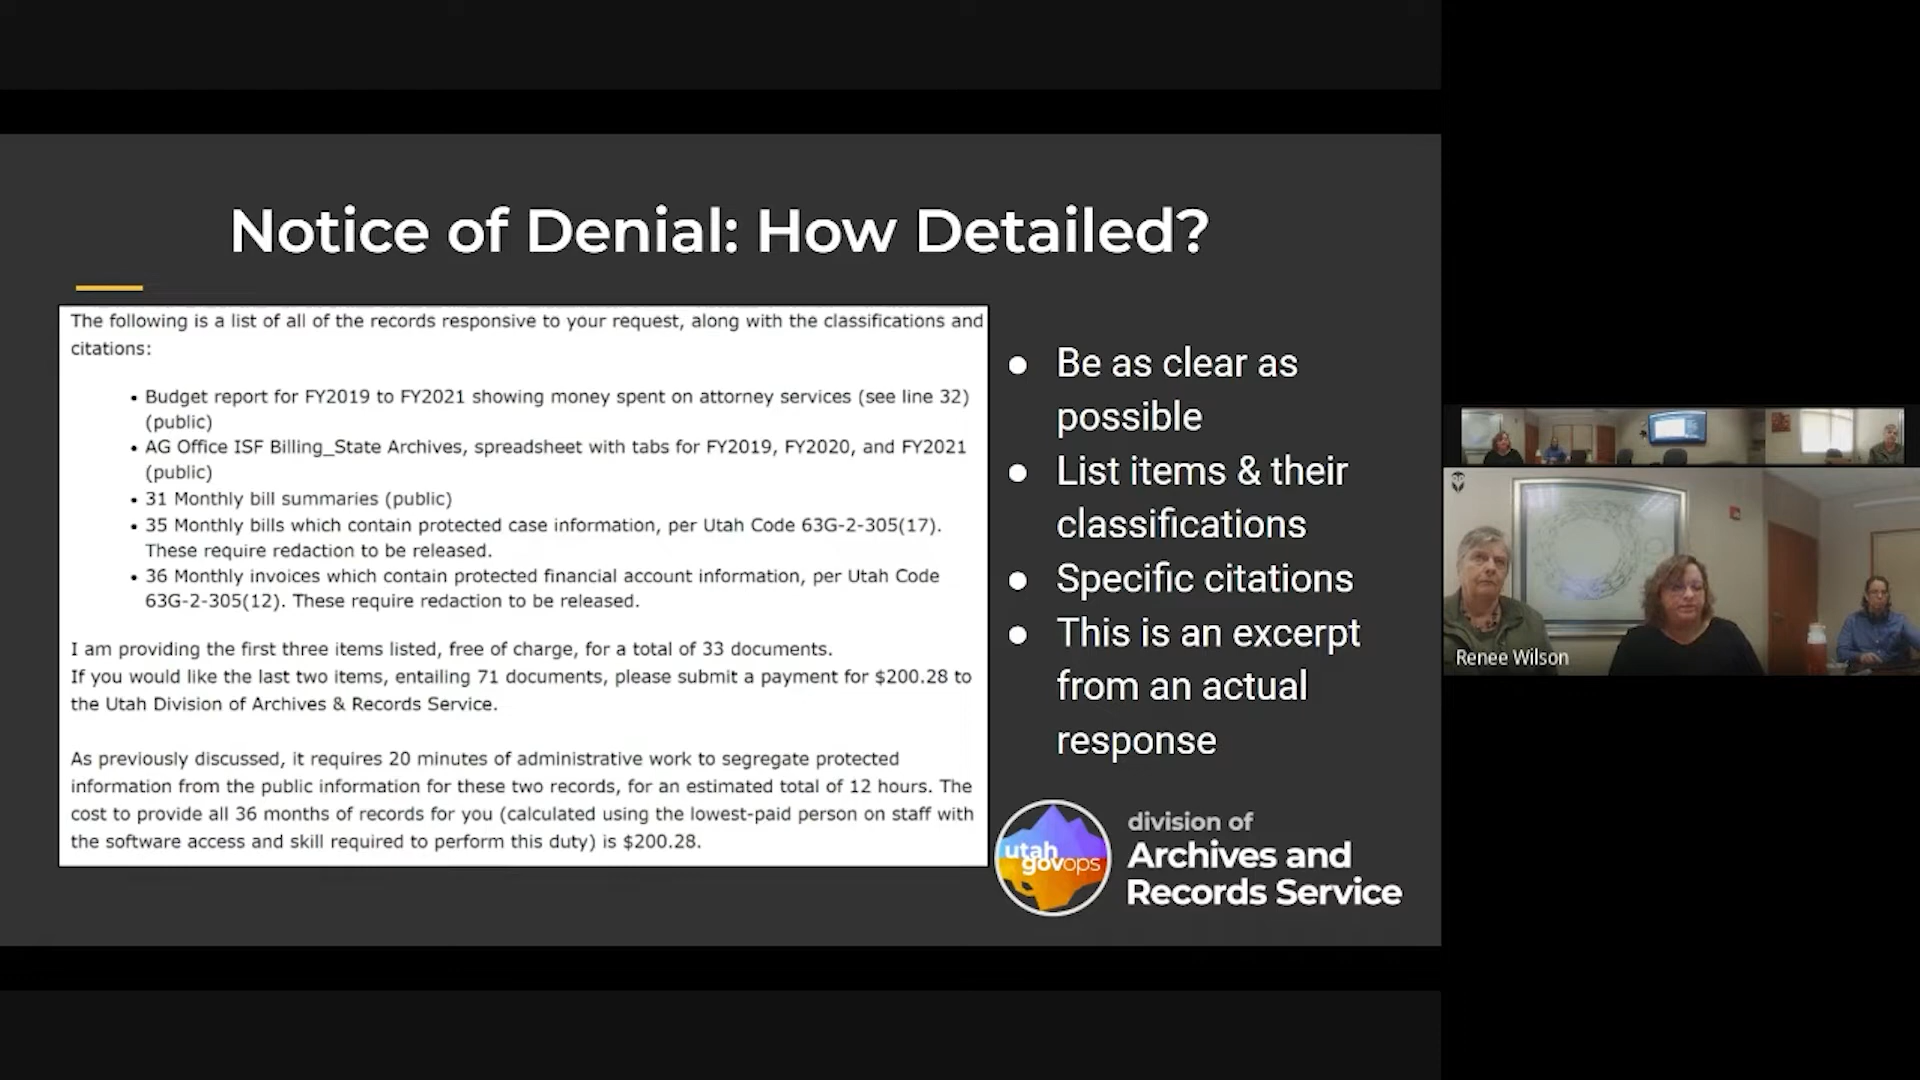 Notice of Denial: How Detailed?
The following is a list of all of the records responsive to your request, along with the classifications and
citations:
• Budget report for FY2019 to FY2021 showing money spent on attorney services (see line 32)
(public)
• AG Office ISF Billing_State Archives, spreadsheet with tabs for FY2019, FY2020, and FY2021
(public)
• 31 Monthly bill summaries (public)
• 35 Monthly bills which contain protected case information, per Utah Code 63G-2-305(17).
These require redaction to be released.
• 36 Monthly invoices which contain protected financial account information, per Utah Code
63G-2-305(12). These require redaction to be released.
I am providing the first three items listed, free of charge, for a total of 33 documents.
If you would like the last two items, entailing 71 documents, please submit a payment for $200.28 to
the Utah Division of Archives & Records Service.
As previously discussed, it requires 20 minutes of administrative work to segregate protected
information from the public information for these two records, for an estimated total of 12 hours. The
cost to provide all 36 months of records for you (calculated using the lowest-paid person on staff with
the software access and skill required to perform this duty) is $200.28.
● Be as clear as
possible
● List items & their
classifications
● Specific citations
● This is an excerpt
from an actual
response
utah
govops
division of
Archives and
Records Service
Renee Wilson